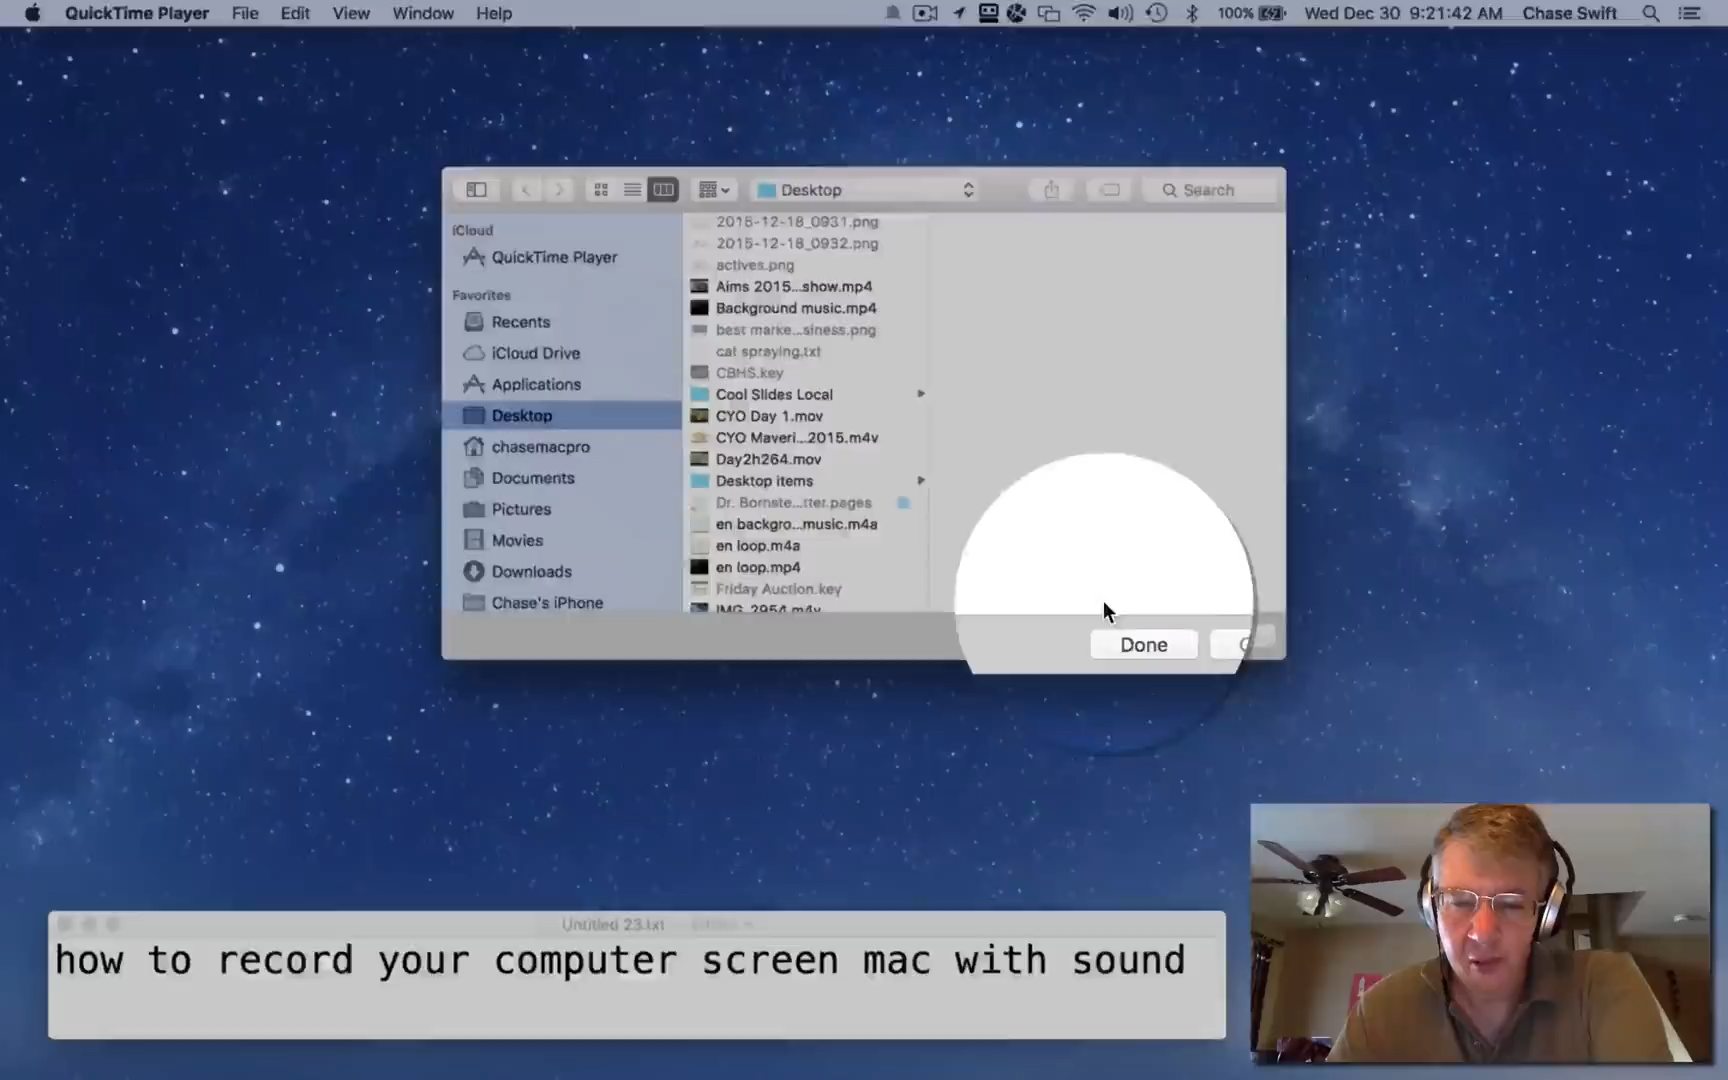 QuickTime Player File Edit View Window Help 100% Wed Dec 30 9:21:42 AM Chase Swift
Desktop
Search
iCloud
QuickTime Player
Favorites
Recents
iCloud Drive
Applications
Desktop
chasemacpro
Documents
Pictures
Movies
Downloads
Chase's iPhone
2015-12-18_0931.png
2015-12-18_0932.png
actives.png
Aims 2015...show.mp4
Background music.mp4
best marke...siness.png
cat spraying.txt
CBHS.key
Cool Slides Local
CYO Day 1.mov
CYO Maveri...2015.m4v
Day2h264.mov
Desktop items
Dr. Bornste...tter.pages
en backgro...music.m4a
en loop.m4a
en loop.mp4
Friday Auction.key
IMG_2954.m4v
Done
Untitled 23.txt
how to record your computer screen mac with sound